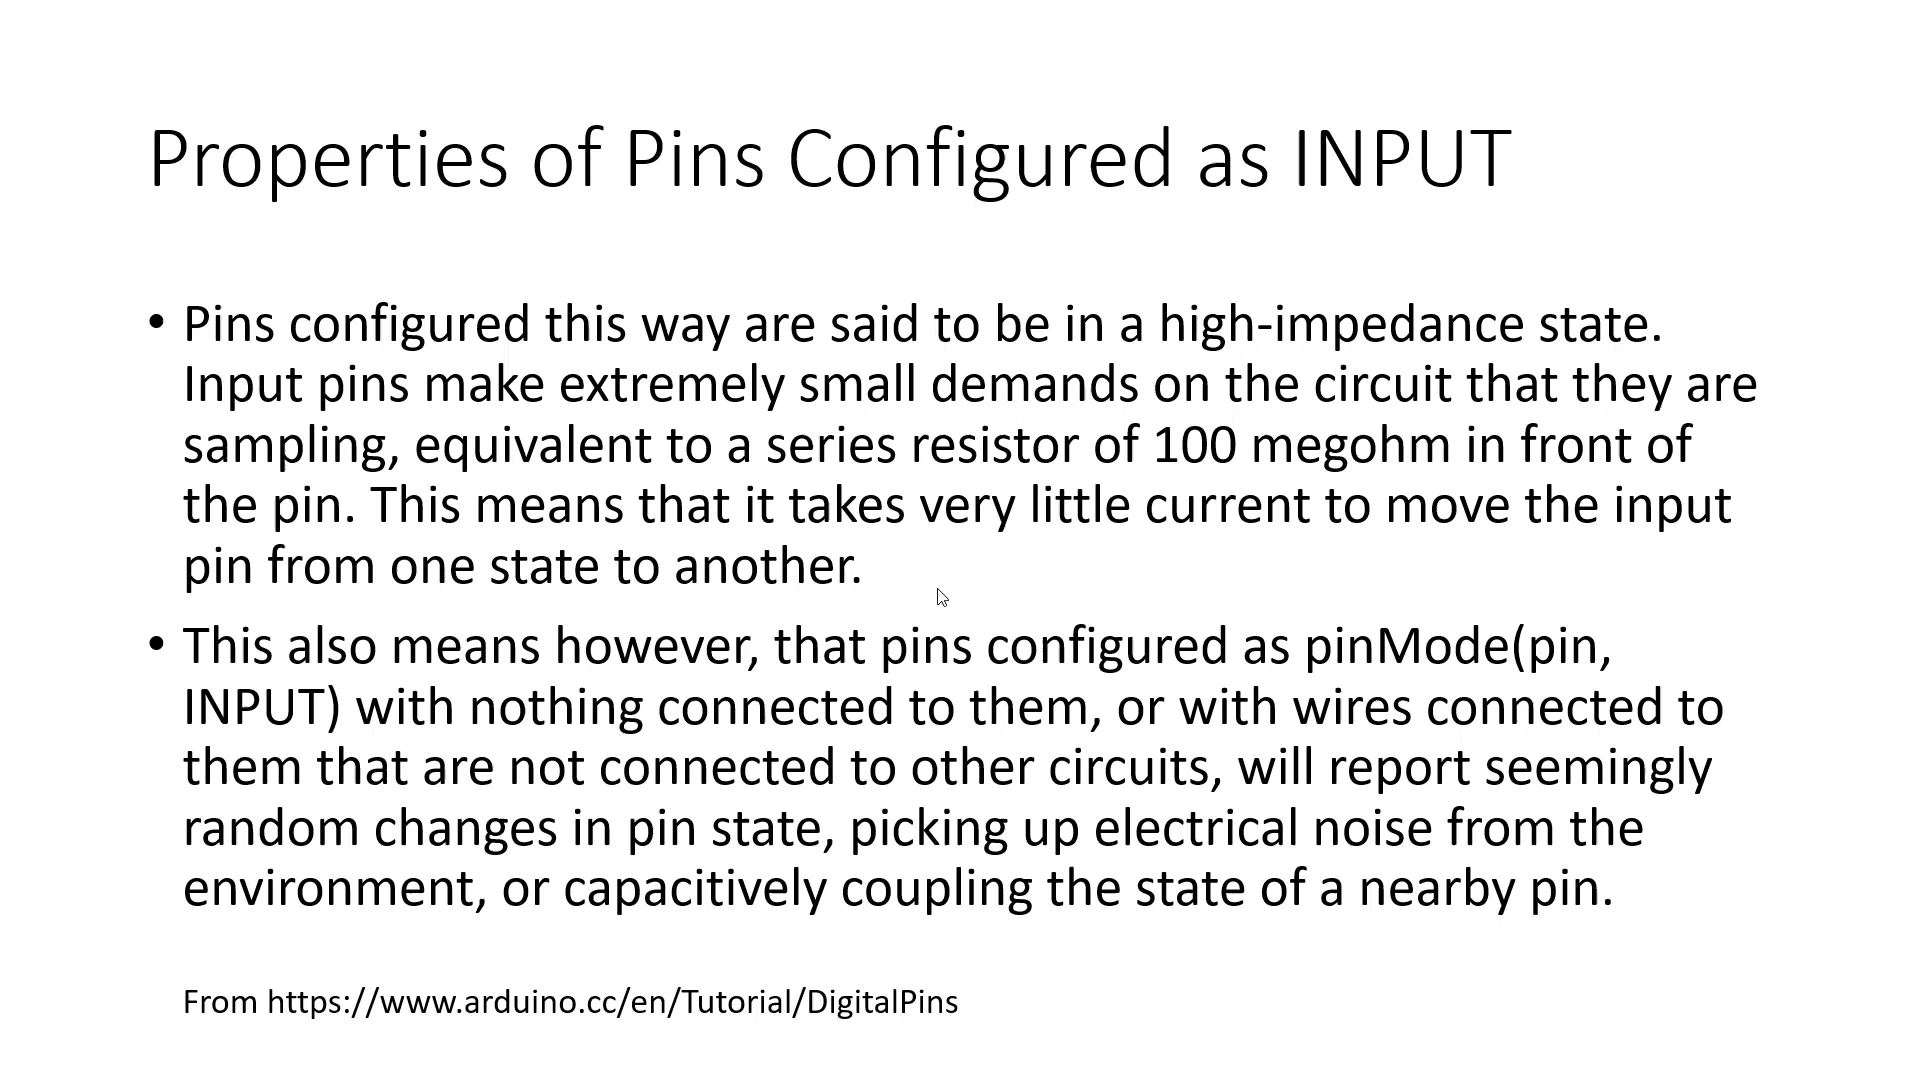 Properties of Pins Configured as INPUT
• Pins configured this way are said to be in a high-impedance state.
Input pins make extremely small demands on the circuit that they are
sampling, equivalent to a series resistor of 100 megohm in front of
the pin. This means that it takes very little current to move the input
pin from one state to another.
• This also means however, that pins configured as pinMode(pin,
INPUT) with nothing connected to them, or with wires connected to
them that are not connected to other circuits, will report seemingly
random changes in pin state, picking up electrical noise from the
environment, or capacitively coupling the state of a nearby pin.
From https://www.arduino.cc/en/Tutorial/DigitalPins